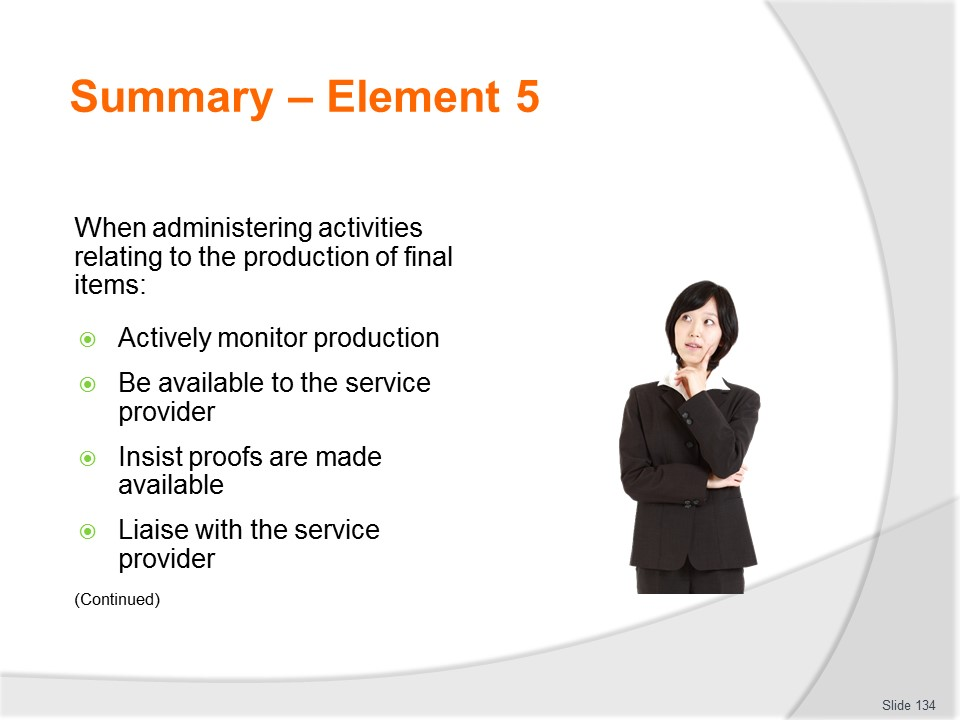 Summary – Element 5
When administering activities
relating to the production of final
items:
Actively monitor production
Be available to the service
provider
Insist proofs are made
available
Liaise with the service
provider
(Continued)
Slide 134